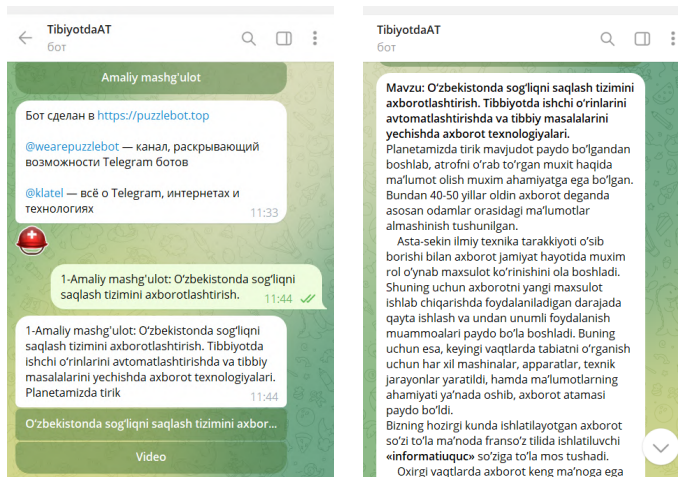 TibiyotdaAT
бот
Amaliy mashg'ulot
Бот сделан в https://puzzlebot.top
@wearepuzzlebot — канал, раскрывающий
возможности Telegram ботов
@klatel — всё о Telegram, интернетах и
технологиях
11:33
1-Amaliy mashg'ulot: O‘zbekistonda sog‘liqni
saqlash tizimini axborotlashtirish.
11:44
1-Amaliy mashg'ulot: O‘zbekistonda sog‘liqni
saqlash tizimini axborotlashtirish. Tibbiyotda
ishchi o‘rinlarini avtomatlashtirishda va tibbiy
masalalarini yechishda axborot texnologiyalari.
Planetamizda tirik
11:44
O‘zbekistonda sog‘liqni saqlash tizimini axbor...
Video
TibiyotdaAT
бот
Mavzu: O‘zbekistonda sog‘liqni saqlash tizimini
axborotlashtirish. Tibbiyotda ishchi o‘rinlarini
avtomatlashtirishda va tibbiy masalalarini
yechishda axborot texnologiyalari.
Planetamizda tirik mavjudot paydo bo‘lgandan
boshlab, atrofni o‘rab to‘rgan muxit haqida
ma’lumot olish muxim ahamiyatga ega bo‘lgan.
Bundan 40-50 yillar oldin axborot deganda
asosan odamlar orasidagi ma’lumotlar
almashinish tushunilgan.
Asta-sekin ilmiy texnika tarakkiyoti o‘sib
borishi bilan axborot jamiyat hayotida muxim
rol o‘ynab maxsulot ko‘rinishini ola boshladi.
Shuning uchun axborotni yangi maxsulot
ishlab chiqarishda foydalaniladigan darajada
qayta ishlash va undan unumli foydalanish
muammoalari paydo bo‘la boshladi. Buning
uchun esa, keyingi vaqtlarda tabiatni o‘rganish
uchun har xil mashinalar, apparatlar, texnik
jarayonlar yaratildi, hamda ma’lumotlarning
ahamiyati ya’nada oshib, axborot atamasi
paydo bo‘ldi.
Bizning hozirgi kunda ishlatilayotgan axborot
so‘zi to‘la ma’noda franso‘z tilida ishlatiluvchi
«informatiuquc» so‘ziga to‘la mos tushadi.
Oxirgi vaqtlarda axborot keng ma’noga ega